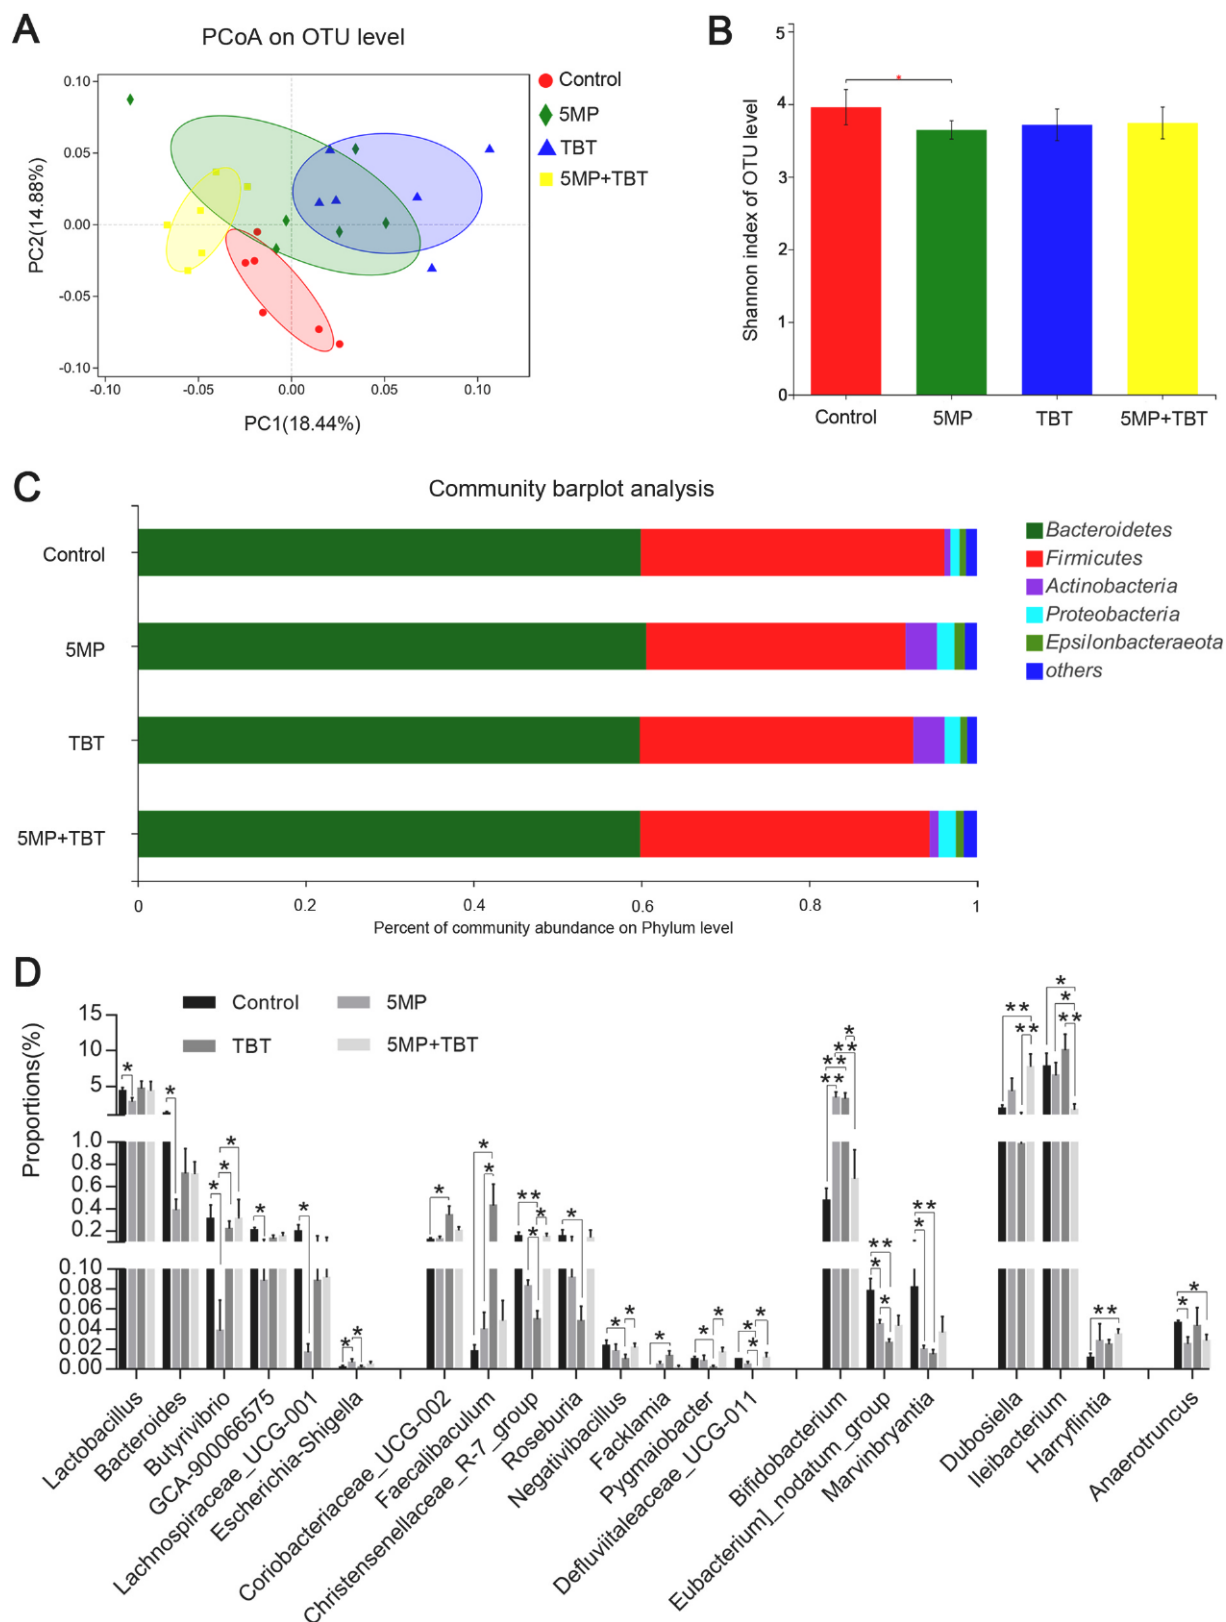 A
PCoA on OTU level
0.10
0.05
0.00
-0.05
-0.10
-0.10
-0.05
0.00
0.05
0.10
PC2(14.88%)
PC1(18.44%)
Control
5MP
TBT
5MP+TBT
B
5
4
3
2
1
0
Shannon index of OTU level
*
Control
5MP
TBT
5MP+TBT
C
Community barplot analysis
Control
5MP
TBT
5MP+TBT
0
0.2
0.4
0.6
0.8
1
Percent of community abundance on Phylum level
Bacteroidetes
Firmicutes
Actinobacteria
Proteobacteria
Epsilonbacteraeota
others
D
Control
5MP
TBT
5MP+TBT
Proportions(%)
15
10
5
1.0
0.8
0.6
0.4
0.2
0.10
0.08
0.06
0.04
0.02
0.00
Lactobacillus
Bacteroides
Butyrivibrio
GCA-900066575
Lachnospiraceae_UCG-001
Escherichia-Shigella
Coriobacteriaceae_UCG-002
Faecalibaculum
Christensenellaceae_R-7_group
Roseburia
Negativibacillus
Facklamia
Pygmaiobacter
Defluviitaleaceae_UCG-011
Bifidobacterium
Eubacterium]_nodatum_group
Marvinbryantia
Dubosiella
Ileibacterium
Harryflintia
Anaerotruncus